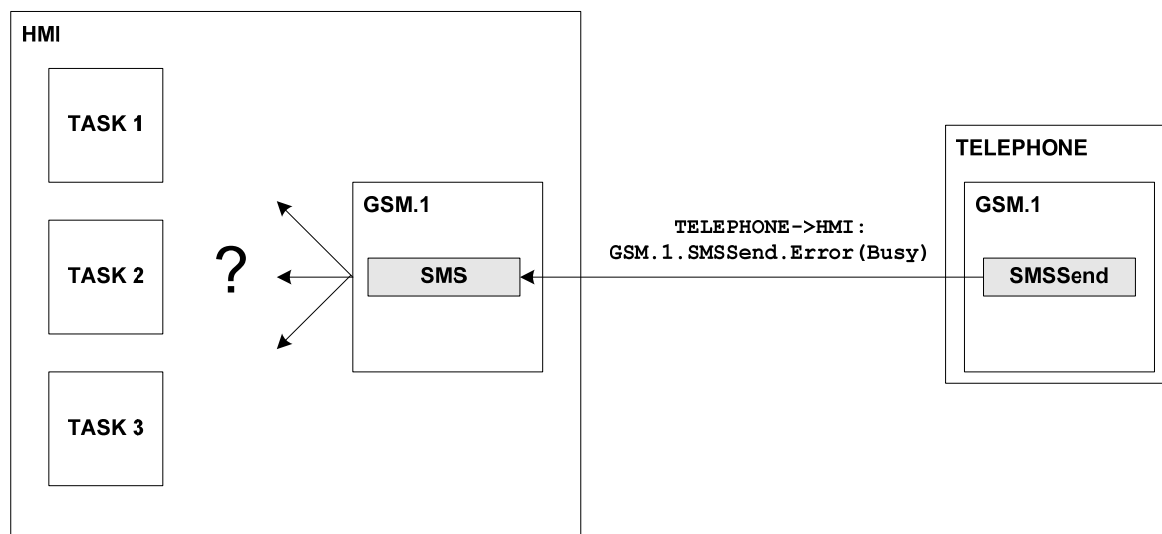 HMI
TASK 1
TELEPHONE
GSM.1
GSM.1
TELEPHONE->HMI:
GSM.1.SMSSend.Error(Busy)
TASK 2
?
SMS
SMSSend
TASK 3